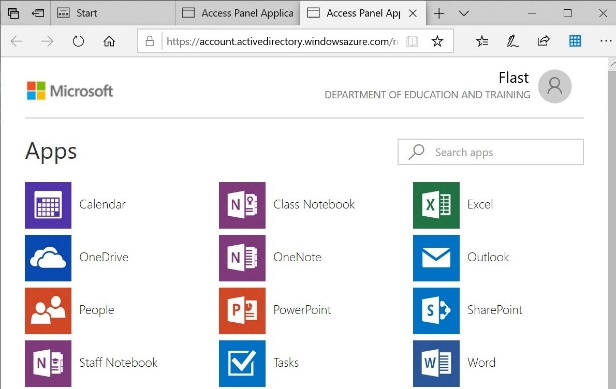 Start
Access Panel Applica
Access Panel App
https://account.activedirectory.windowsazure.com/r
Microsoft
Flast
DEPARTMENT OF EDUCATION AND TRAINING
Apps
Search apps
Calendar
Class Notebook
Excel
OneDrive
OneNote
Outlook
People
PowerPoint
SharePoint
Staff Notebook
Tasks
Word